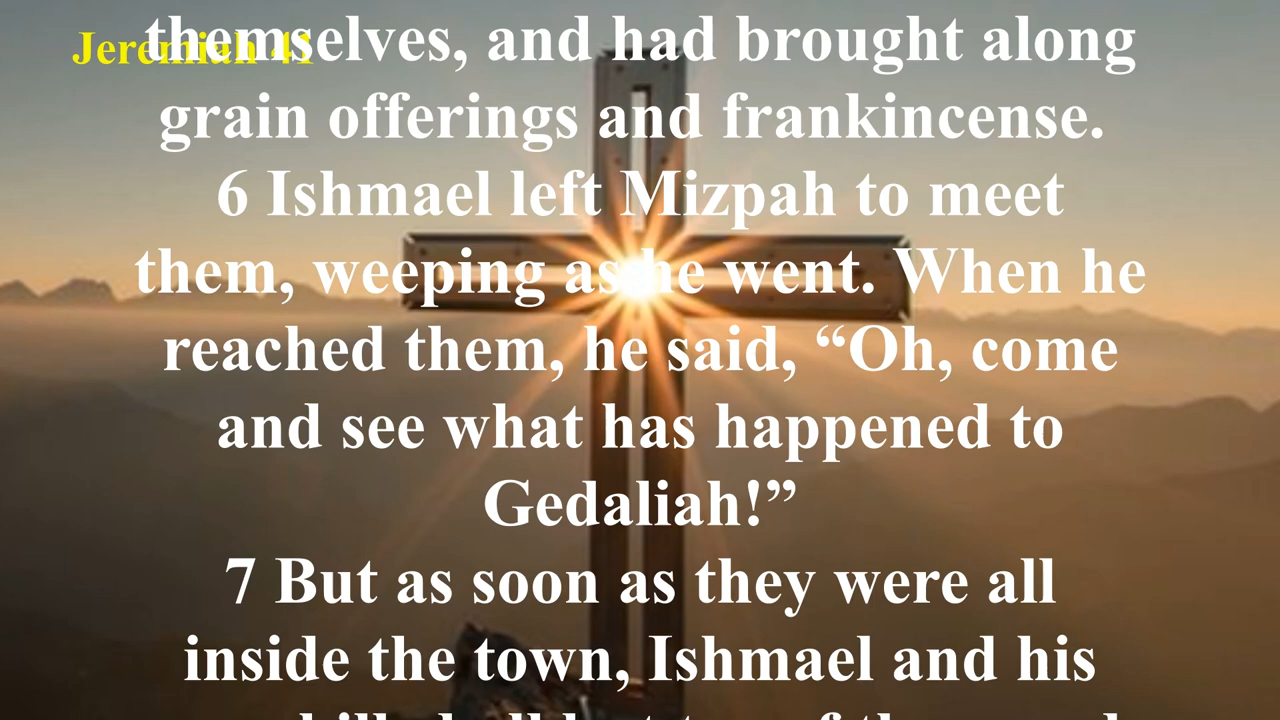 Jeremiah 41
themselves, and had brought along
grain offerings and frankincense.
6 Ishmael left Mizpah to meet
them, weeping as he went. When he
reached them, he said, “Oh, come
and see what has happened to
Gedaliah!”
7 But as soon as they were all
inside the town, Ishmael and his